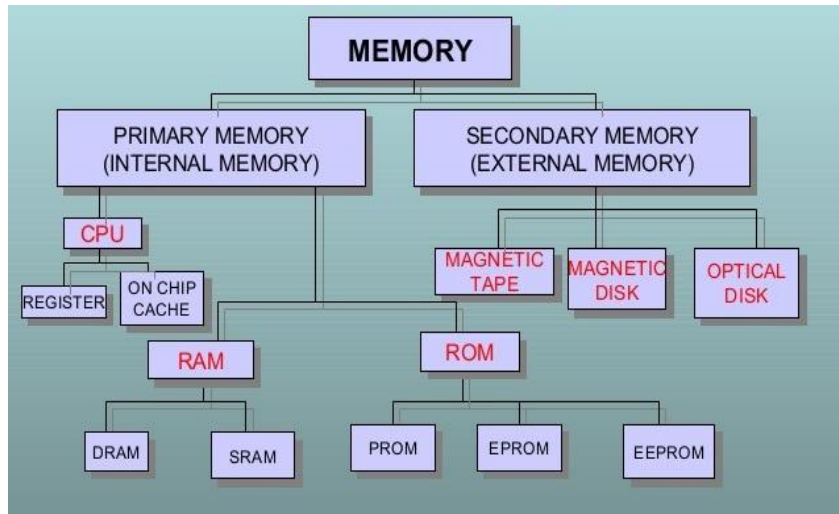 MEMORY
PRIMARY MEMORY
(INTERNAL MEMORY)
SECONDARY MEMORY
(EXTERNAL MEMORY)
CPU
REGISTER
ON CHIP
CACHE
MAGNETIC
TAPE
MAGNETIC
DISK
OPTICAL
DISK
RAM
ROM
DRAM
SRAM
PROM
EPROM
EEPROM